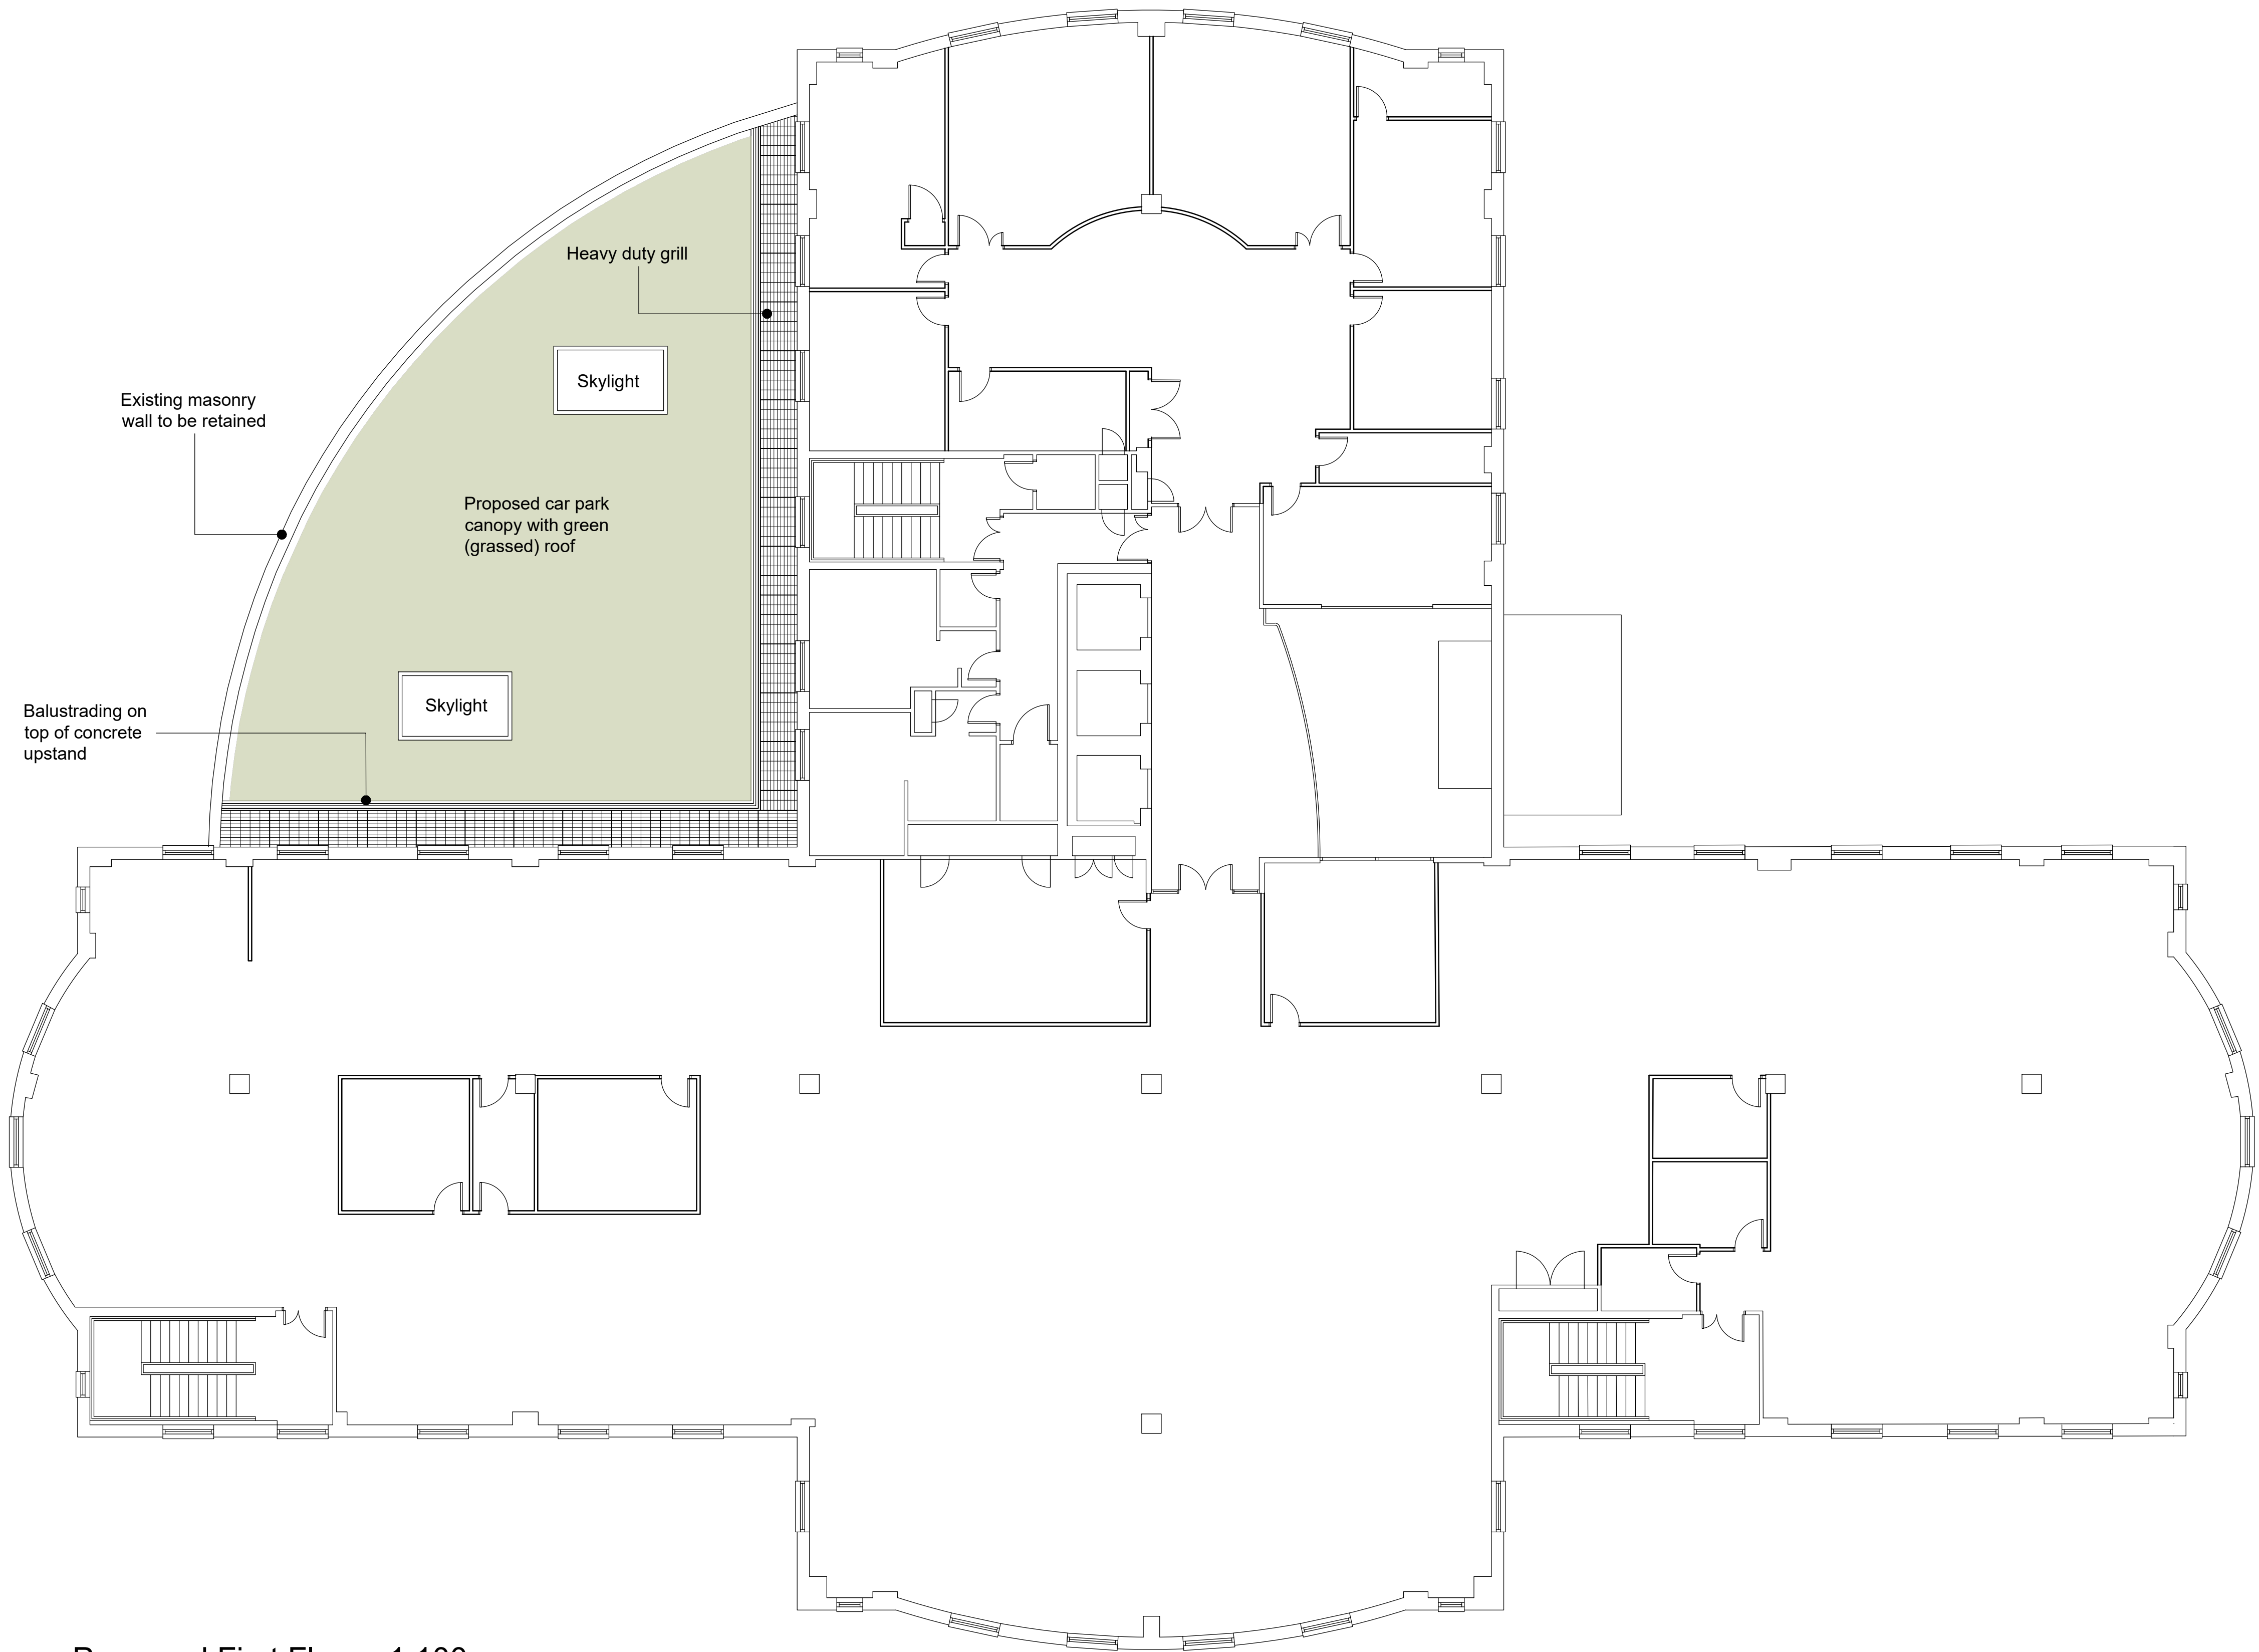 Heavy duty grill
Skylight
Existing masonry
wall to be retained
Proposed car park
canopy with green
(grassed) roof
Skylight
Balustrading on
top of concrete
upstand